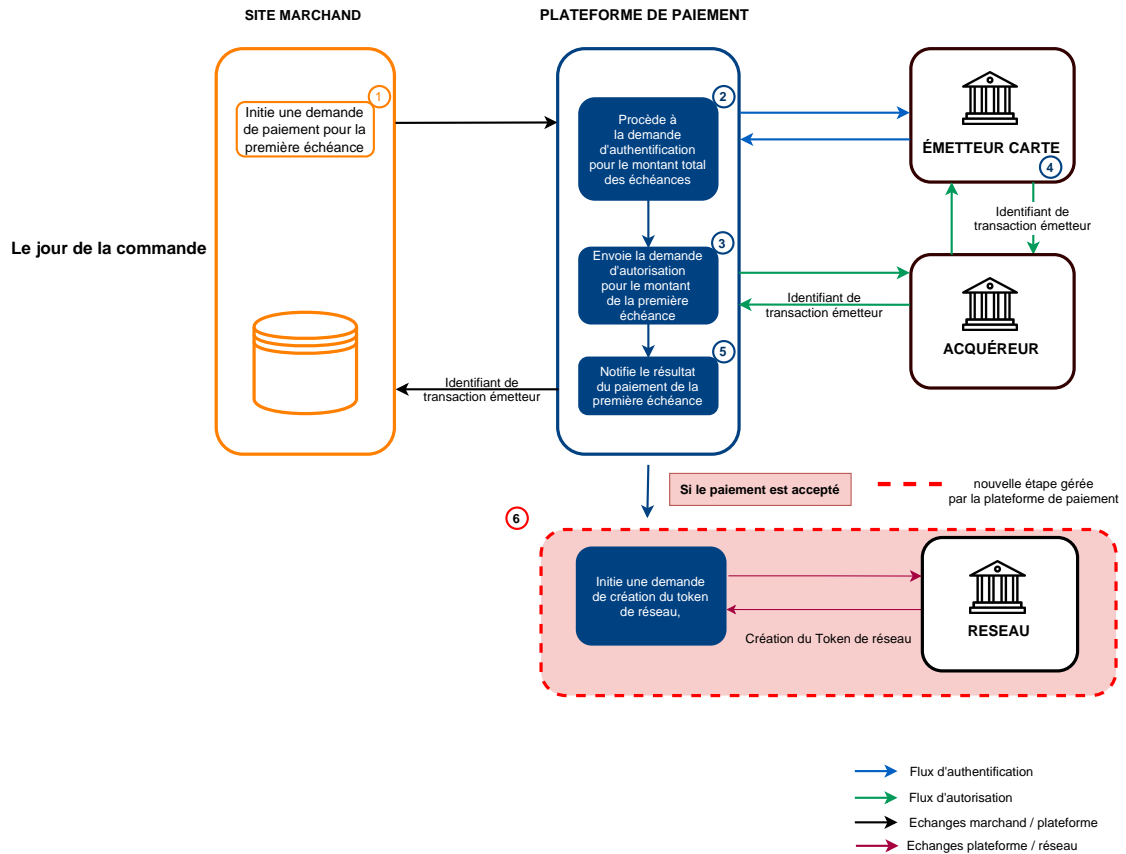 SITE MARCHAND
PLATEFORME DE PAIEMENT
1
Initie une demande
de paiement pour la
première échéance
2
Procède à
la demande
d'authentification
pour le montant total
des échéances
ÉMETTEUR CARTE
4
Identifiant de
transaction émetteur
Le jour de la commande
3
Envoie la demande
d'autorisation
pour le montant
de la première
échéance
Identifiant de
transaction émetteur
ACQUÉREUR
5
Notifie le résultat
du paiement de la
première échéance
Identifiant de
transaction émetteur
Si le paiement est accepté
nouvelle étape gérée
par la plateforme de paiement
6
Initie une demande
de création du token
de réseau,
Création du Token de réseau
RESEAU
Flux d'authentification
Flux d'autorisation
Echanges marchand / plateforme
Echanges plateforme / réseau